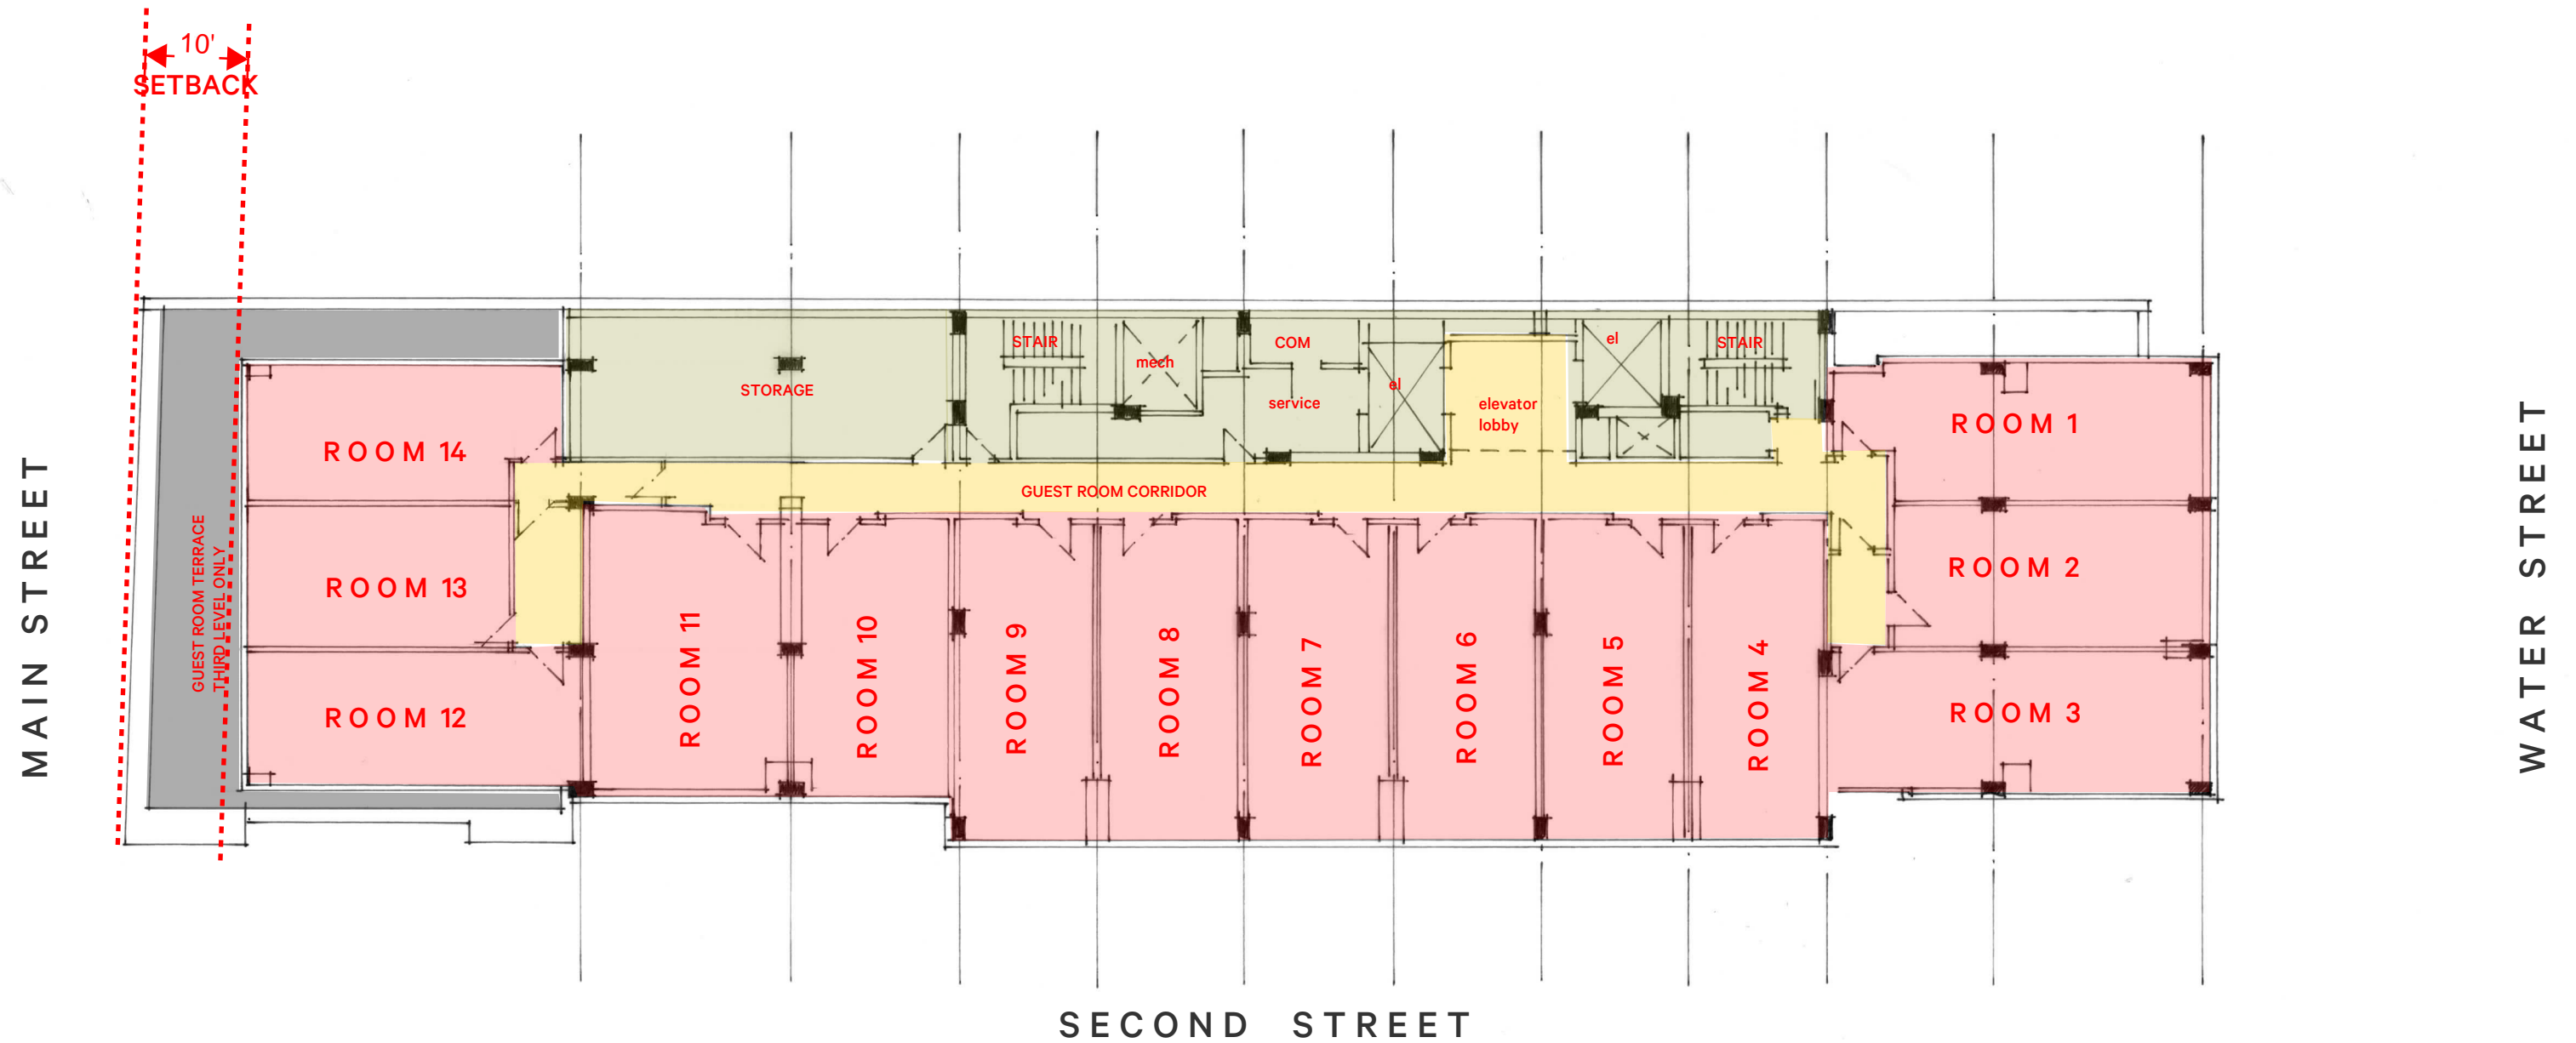 10'
SETBACK
STAIR
mech
COM
service
el
elevator
lobby
el
STAIR
STORAGE
GUEST ROOM CORRIDOR
ROOM 1
ROOM 2
ROOM 3
ROOM 4
ROOM 5
ROOM 6
ROOM 7
ROOM 8
ROOM 9
ROOM 10
ROOM 11
ROOM 12
ROOM 13
ROOM 14
GUEST ROOM TERRACE
THIRD LEVEL ONLY
MAIN STREET
WATER STREET
SECOND STREET